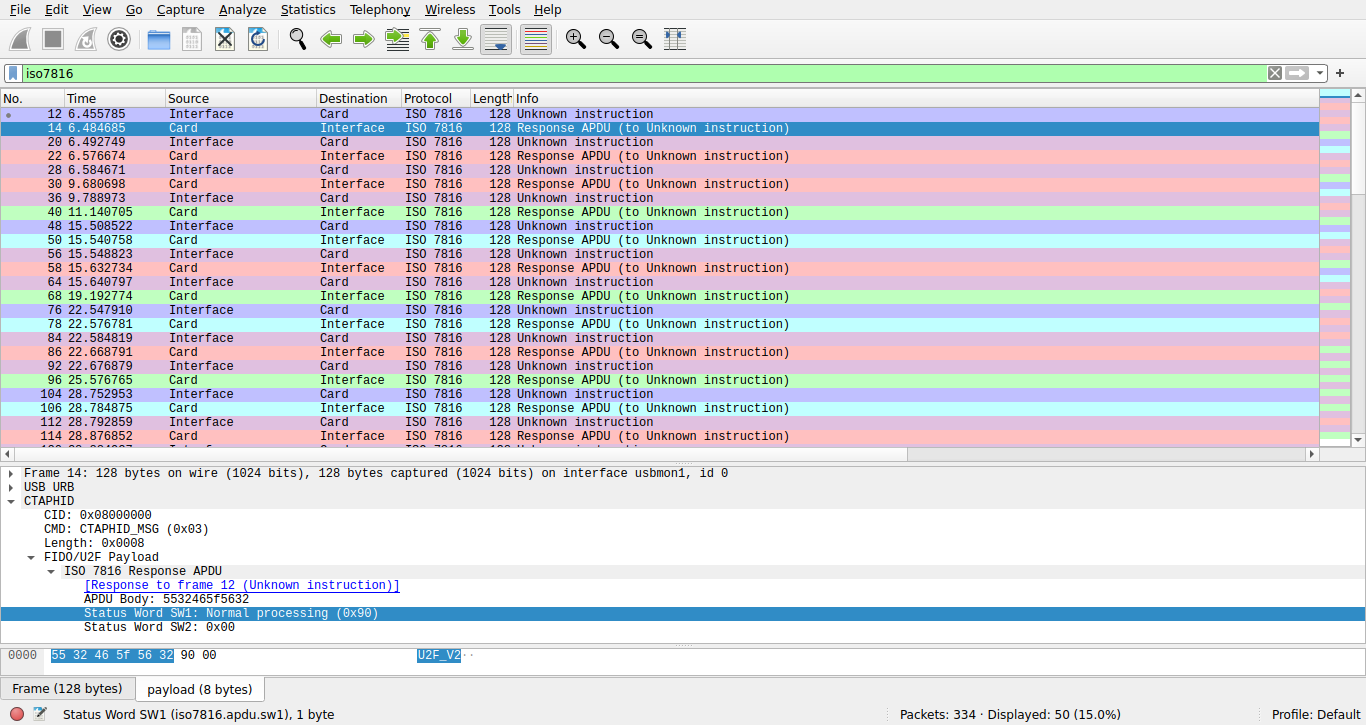 File Edit View Go Capture Analyze Statistics Telephony Wireless Tools Help
iso7816
No. Time Source Destination Protocol Length Info
12 6.455785 Interface Card ISO 7816 128 Unknown instruction
14 6.484685 Card Interface ISO 7816 128 Response APDU (to Unknown instruction)
20 6.492749 Interface Card ISO 7816 128 Unknown instruction
22 6.576674 Card Interface ISO 7816 128 Response APDU (to Unknown instruction)
28 6.584671 Interface Card ISO 7816 128 Unknown instruction
30 9.680698 Card Interface ISO 7816 128 Response APDU (to Unknown instruction)
36 9.788973 Interface Card ISO 7816 128 Unknown instruction
40 11.140705 Card Interface ISO 7816 128 Response APDU (to Unknown instruction)
48 15.508522 Interface Card ISO 7816 128 Unknown instruction
50 15.540758 Card Interface ISO 7816 128 Response APDU (to Unknown instruction)
56 15.548823 Interface Card ISO 7816 128 Unknown instruction
58 15.632734 Card Interface ISO 7816 128 Response APDU (to Unknown instruction)
64 15.640797 Interface Card ISO 7816 128 Unknown instruction
68 19.192774 Card Interface ISO 7816 128 Response APDU (to Unknown instruction)
76 22.547910 Interface Card ISO 7816 128 Unknown instruction
78 22.576781 Card Interface ISO 7816 128 Response APDU (to Unknown instruction)
84 22.584819 Interface Card ISO 7816 128 Unknown instruction
86 22.668791 Card Interface ISO 7816 128 Response APDU (to Unknown instruction)
92 22.676879 Interface Card ISO 7816 128 Unknown instruction
96 25.576765 Card Interface ISO 7816 128 Response APDU (to Unknown instruction)
104 28.752953 Interface Card ISO 7816 128 Unknown instruction
106 28.784875 Card Interface ISO 7816 128 Response APDU (to Unknown instruction)
112 28.792859 Interface Card ISO 7816 128 Unknown instruction
114 28.876852 Card Interface ISO 7816 128 Response APDU (to Unknown instruction)
Frame 14: 128 bytes on wire (1024 bits), 128 bytes captured (1024 bits) on interface usbmon1, id 0
USB URB
CTAPHID
CID: 0x08000000
CMD: CTAPHID_MSG (0x03)
Length: 0x0008
FIDO/U2F Payload
ISO 7816 Response APDU
[Response to frame 12 (Unknown instruction)]
APDU Body: 5532465f5632
Status Word SW1: Normal processing (0x90)
Status Word SW2: 0x00
0000 55 32 46 5f 56 32 90 00 U2F_V2··
Frame (128 bytes) payload (8 bytes)
Status Word SW1 (iso7816.apdu.sw1), 1 byte Packets: 334 · Displayed: 50 (15.0%) Profile: Default